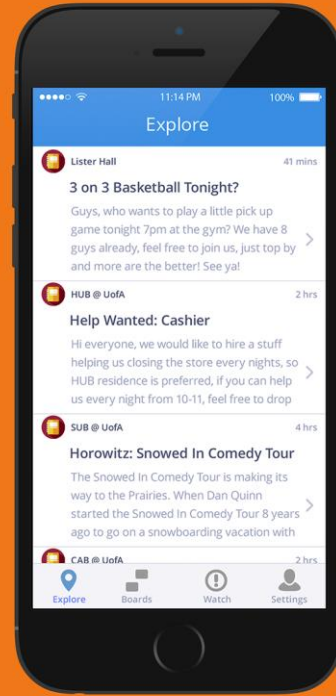 11:14 PM
100%
Explore
Lister Hall
41 mins
3 on 3 Basketball Tonight?
Guys, who wants to play a little pick up
game tonight 7pm at the gym? We have 8
guys already, feel free to join us, just top by
and more are the better! See ya!
HUB @ UofA
2 hrs
Help Wanted: Cashier
Hi everyone, we would like to hire a stuff
helping us closing the store every nights, so
HUB residence is preferred, if you can help
us every night from 10-11, feel free to drop
SUB @ UofA
4 hrs
Horowitz: Snowed In Comedy Tour
The Snowed In Comedy Tour is making its
way to the Prairies. When Dan Quinn
started the Snowed In Comedy Tour 8 years
ago to go on a snowboarding vacation with
CAB @ UofA
2 hrs
Explore
Boards
Watch
Settings